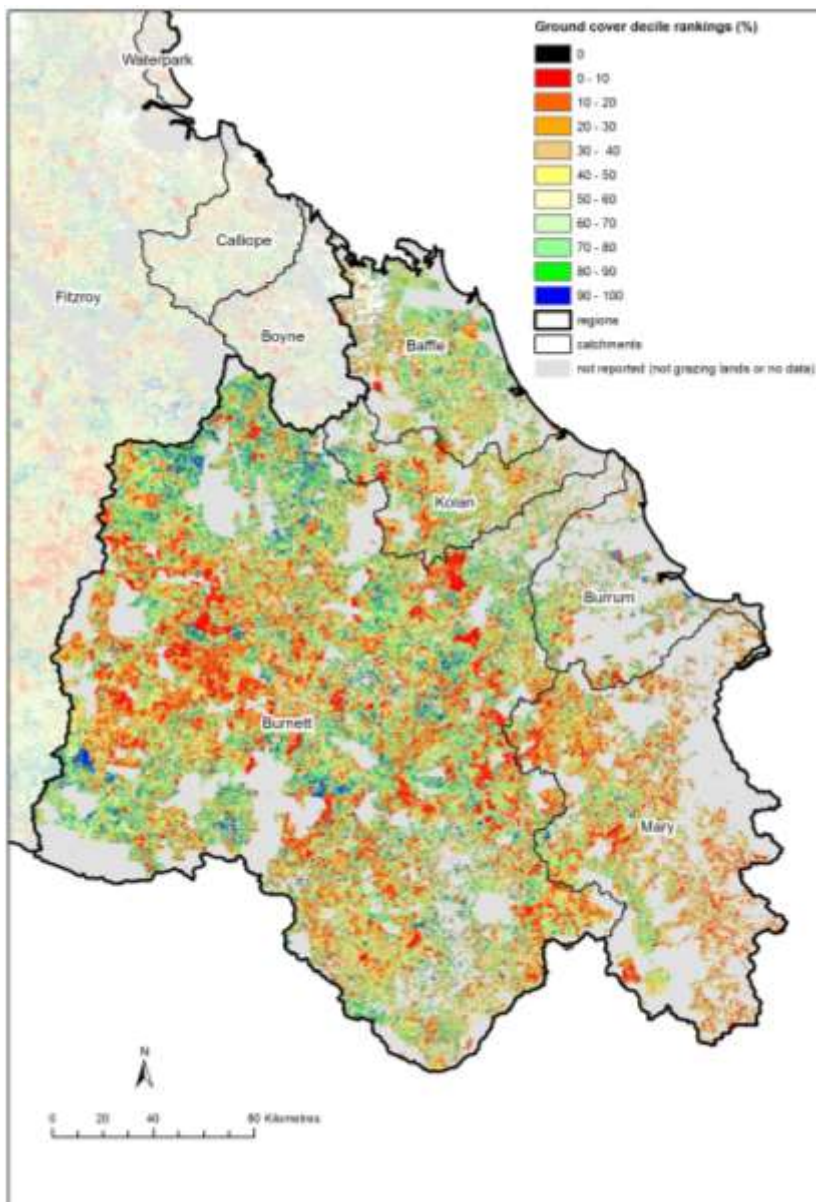 Ground cover decile rankings (%)
0
0 - 10
10 - 20
20 - 30
30 - 40
40 - 50
50 - 60
60 - 70
70 - 80
80 - 90
90 - 100
regions
catchments
not reported (not grazing lands or no data)
Waterpark
Calliope
Fitzroy
Boyne
Baffle
Kolan
Burrum
Burnett
Mary
N
0 20 40 80 Kilometres